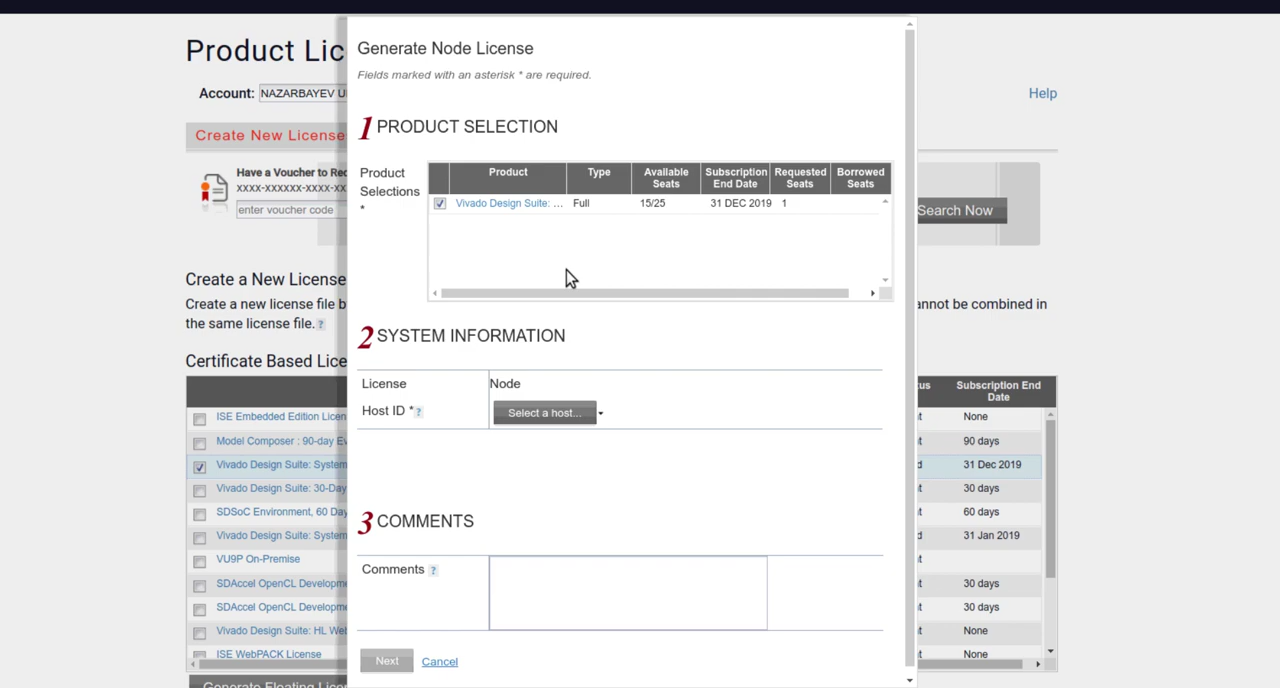 Product Lic
Account: NAZARBAYEV U
Help
Create New License
Have a Voucher to Re
XXXX-XXXXXX-XXXX-XX
enter voucher code
Search Now
Create a New License
Create a new license file b
annot be combined in
the same license file. ?
Certificate Based Lice
us
Subscription End
Date
ISE Embedded Edition Licen
t
None
Model Composer : 90-day Ev
t
90 days
Vivado Design Suite: System
d
31 Dec 2019
Vivado Design Suite: 30-Day
t
30 days
SDSoC Environment, 60 Day
t
60 days
Vivado Design Suite: System
d
31 Jan 2019
VU9P On-Premise
t
SDAccel OpenCL Developme
t
30 days
SDAccel OpenCL Developme
t
30 days
Vivado Design Suite: HL Web
t
None
ISE WebPACK License
t
None
Generate Floating Licen
Generate Node License
Fields marked with an asterisk * are required.
1 PRODUCT SELECTION
Product
Selections
*
Product
Type
Available
Seats
Subscription
End Date
Requested
Seats
Borrowed
Seats
Vivado Design Suite: ...
Full
15/25
31 DEC 2019
1
2 SYSTEM INFORMATION
License
Node
Host ID * ?
Select a host...
3 COMMENTS
Comments ?
Next
Cancel